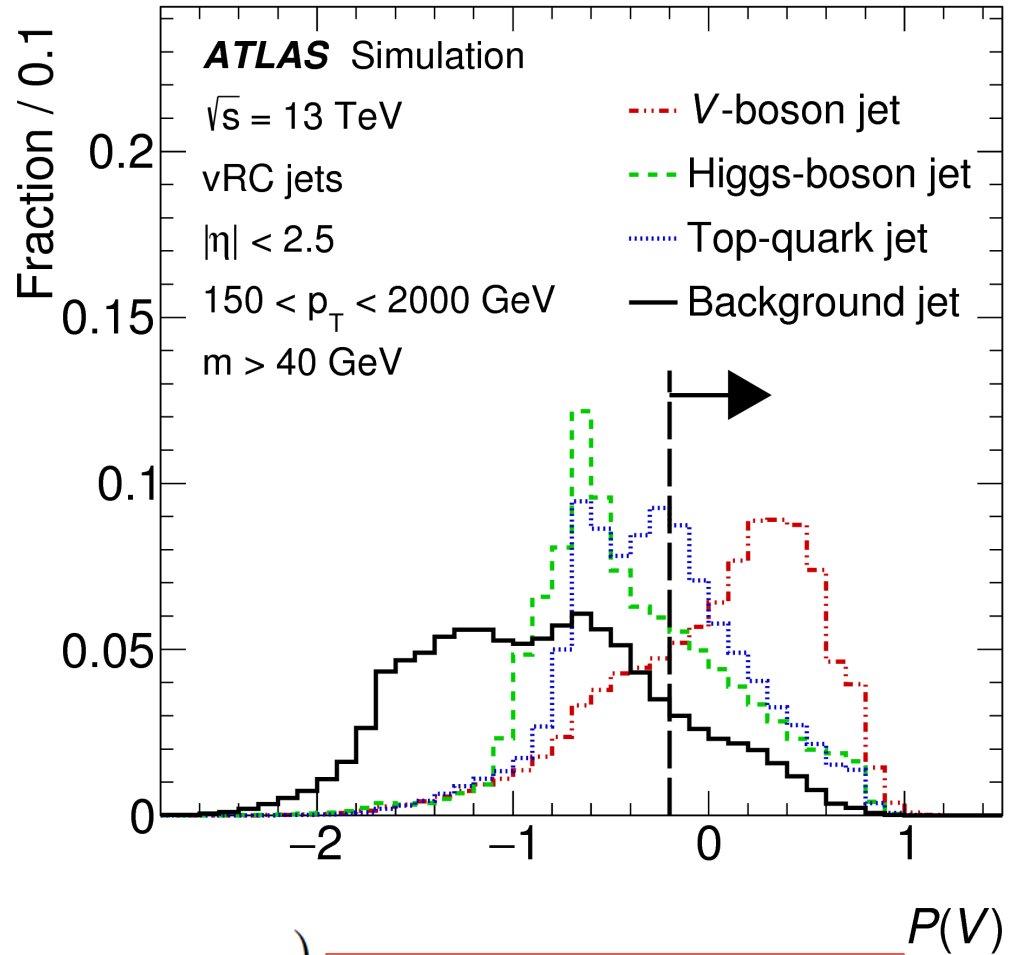 ATLAS Simulation
√s = 13 TeV
vRC jets
|η| < 2.5
150 < p_T < 2000 GeV
m > 40 GeV
V-boson jet
Higgs-boson jet
Top-quark jet
Background jet
Fraction / 0.1
0.2
0.15
0.1
0.05
0
−2
−1
0
1
P(V)
)